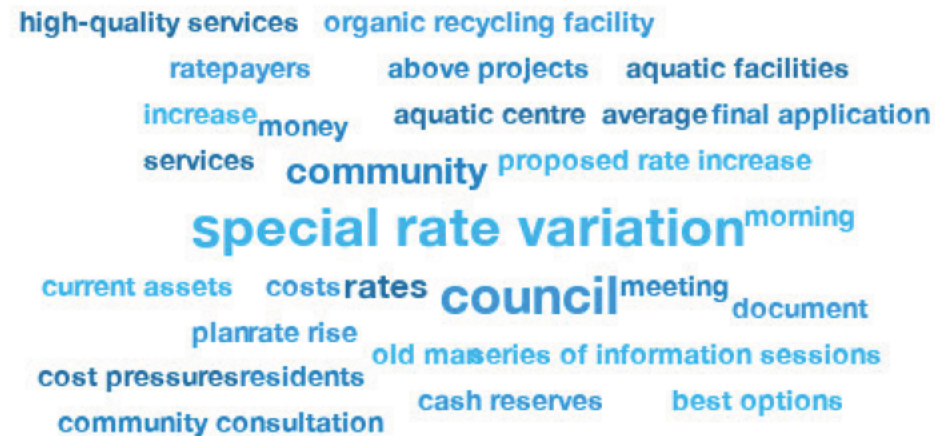 high-quality services organic recycling facility
ratepayers above projects aquatic facilities
increase money aquatic centre average final application
services community proposed rate increase
special rate variation morning
current assets costs rates council meeting document
plan rate rise
old man series of information sessions
cost pressures residents
cash reserves best options
community consultation